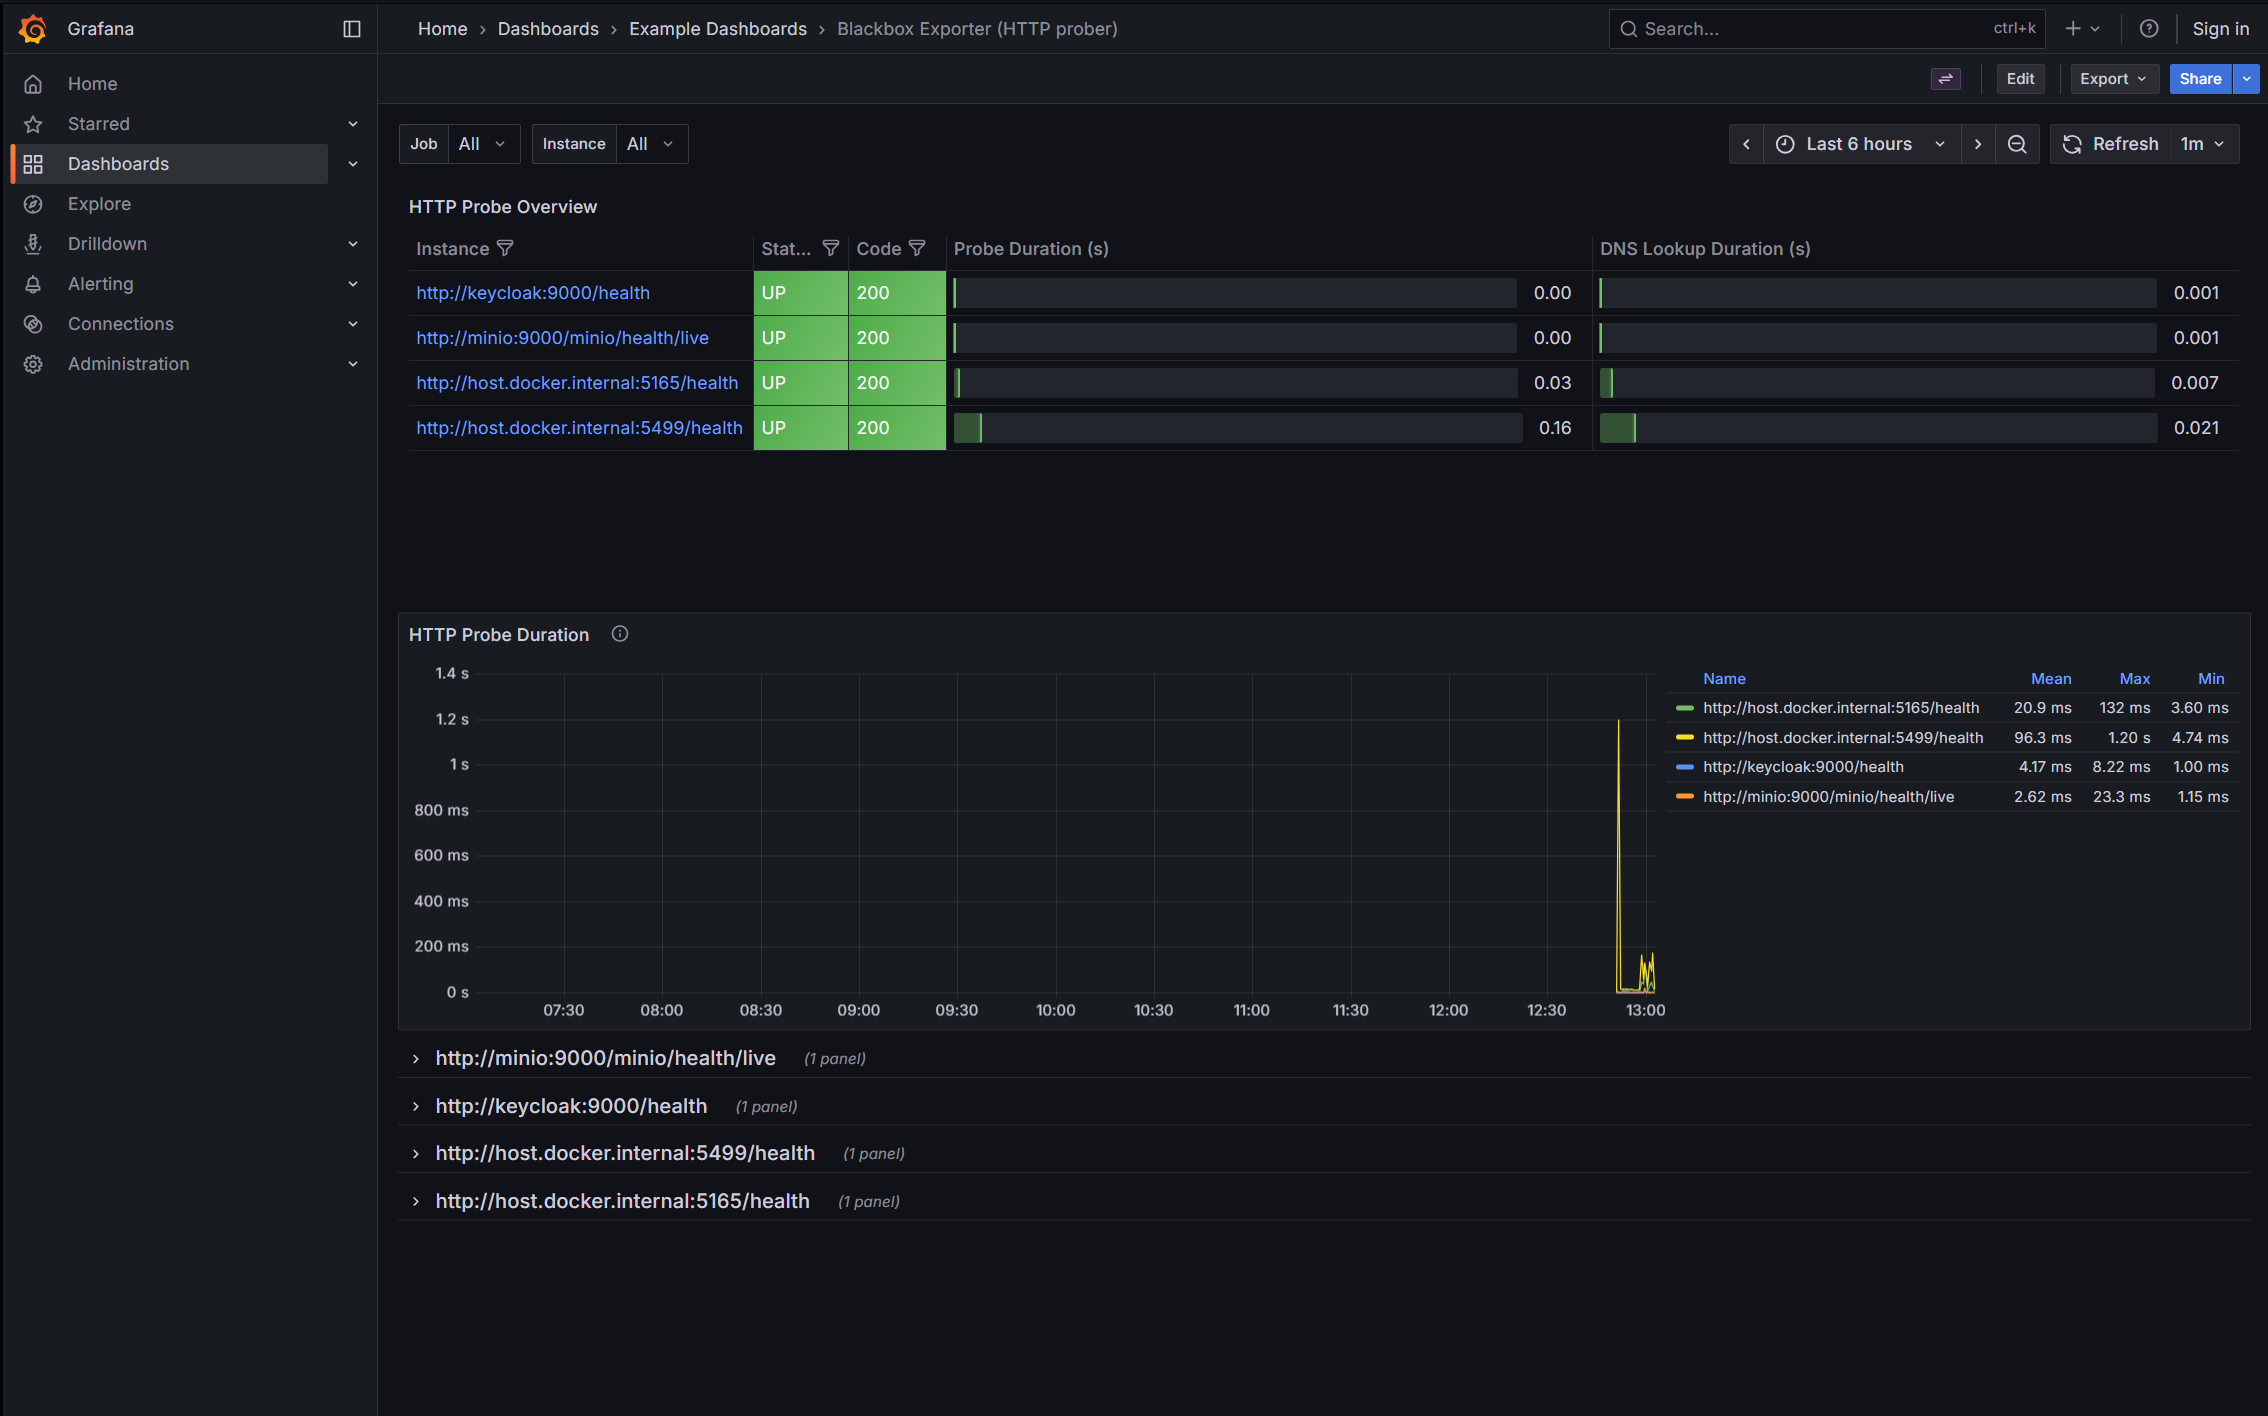 Grafana
Home › Dashboards › Example Dashboards › Blackbox Exporter (HTTP prober)
Search... ctrl+k
Sign in
Edit
Export
Share
Home
Starred
Dashboards
Explore
Drilldown
Alerting
Connections
Administration
Job All Instance All
Last 6 hours
Refresh 1m
HTTP Probe Overview
Instance Stat... Code Probe Duration (s) DNS Lookup Duration (s)
http://keycloak:9000/health UP 200 0.00 0.001
http://minio:9000/minio/health/live UP 200 0.00 0.001
http://host.docker.internal:5165/health UP 200 0.03 0.007
http://host.docker.internal:5499/health UP 200 0.16 0.021
HTTP Probe Duration
1.4 s
1.2 s
1 s
800 ms
600 ms
400 ms
200 ms
0 s
07:30 08:00 08:30 09:00 09:30 10:00 10:30 11:00 11:30 12:00 12:30 13:00
Name Mean Max Min
http://host.docker.internal:5165/health 20.9 ms 132 ms 3.60 ms
http://host.docker.internal:5499/health 96.3 ms 1.20 s 4.74 ms
http://keycloak:9000/health 4.17 ms 8.22 ms 1.00 ms
http://minio:9000/minio/health/live 2.62 ms 23.3 ms 1.15 ms
http://minio:9000/minio/health/live (1 panel)
http://keycloak:9000/health (1 panel)
http://host.docker.internal:5499/health (1 panel)
http://host.docker.internal:5165/health (1 panel)